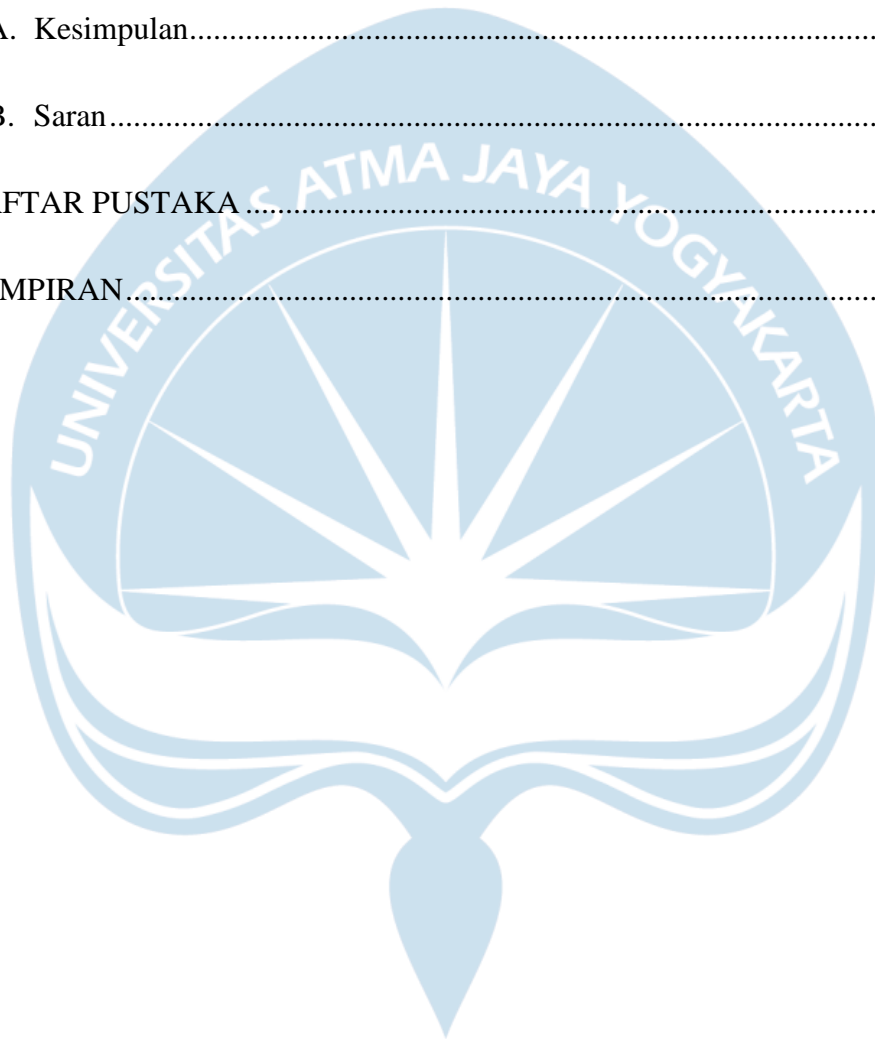 A. Kesimpulan
B. Saran
AFTAR PUSTAKA
MPIRAN
UNIVERSITAS ATMA JAYA YOGYAKARTA